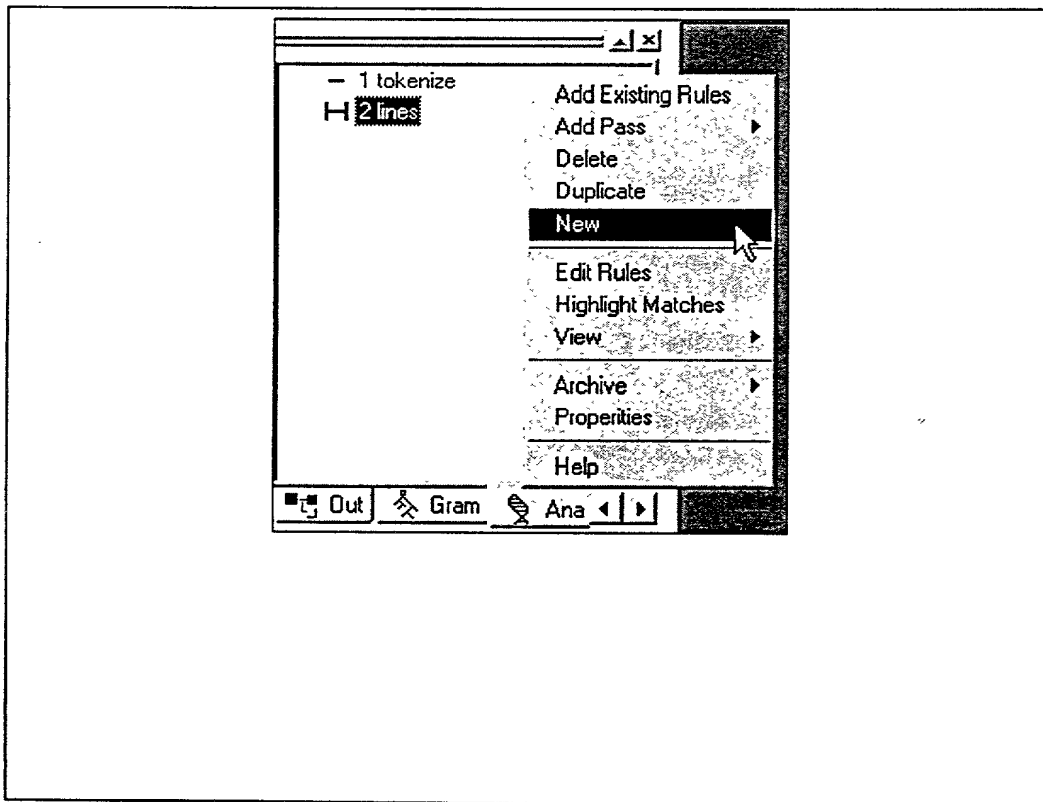 1 tokenize
2 lines
Add Existing Rules
Add Pass
Delete
Duplicate
New
Edit Rules
Highlight Matches
View
Archive
Properities
Help
Out Gram Ana